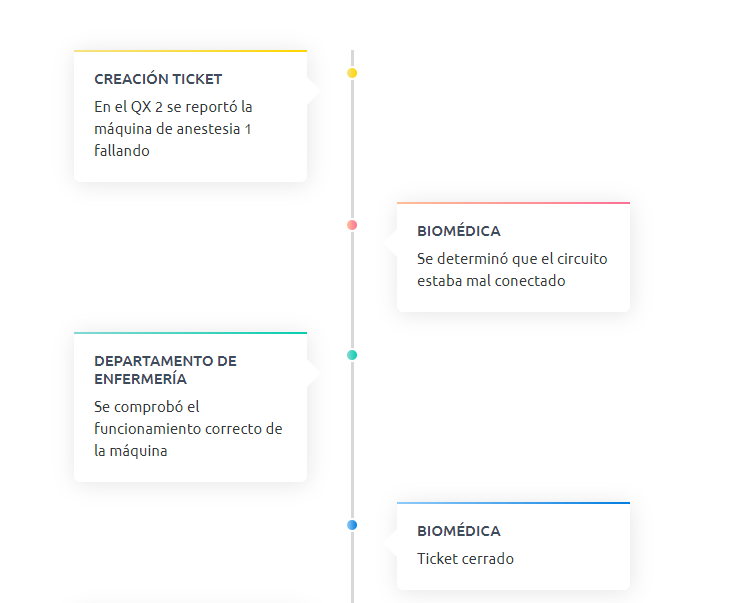 CREACIÓN TICKET
En el QX 2 se reportó la
máquina de anestesia 1
fallando
BIOMÉDICA
Se determinó que el circuito
estaba mal conectado
DEPARTAMENTO DE
ENFERMERÍA
Se comprobó el
funcionamiento correcto de
la máquina
BIOMÉDICA
Ticket cerrado